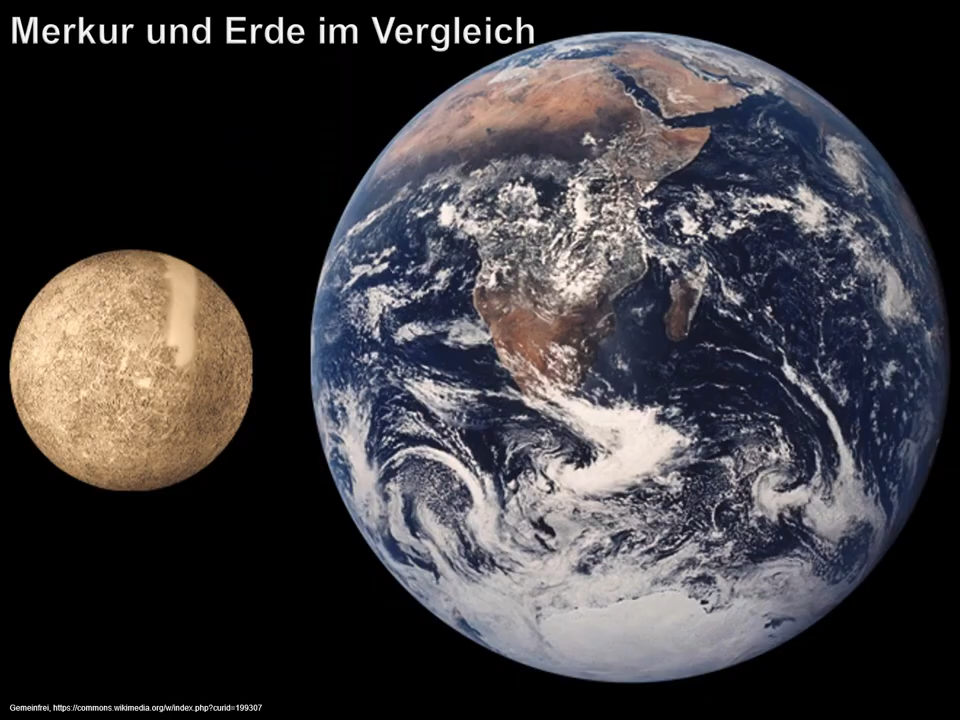 Merkur und Erde im Vergleich
Gemeinfrei, https://commons.wikimedia.org/w/index.php?curid=199307